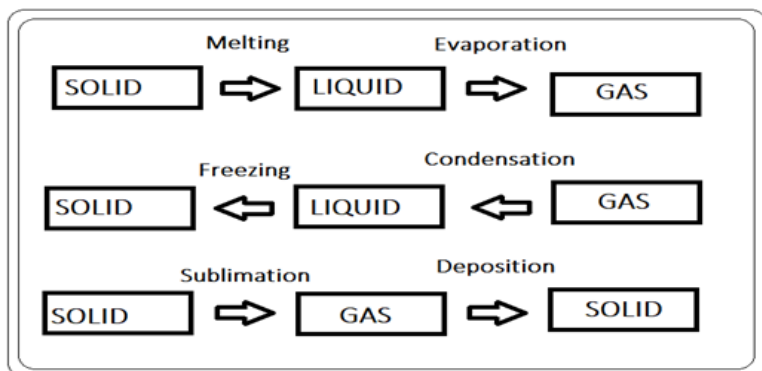 Melting Evaporation
SOLID LIQUID GAS
Freezing Condensation
SOLID LIQUID GAS
Sublimation Deposition
SOLID GAS SOLID